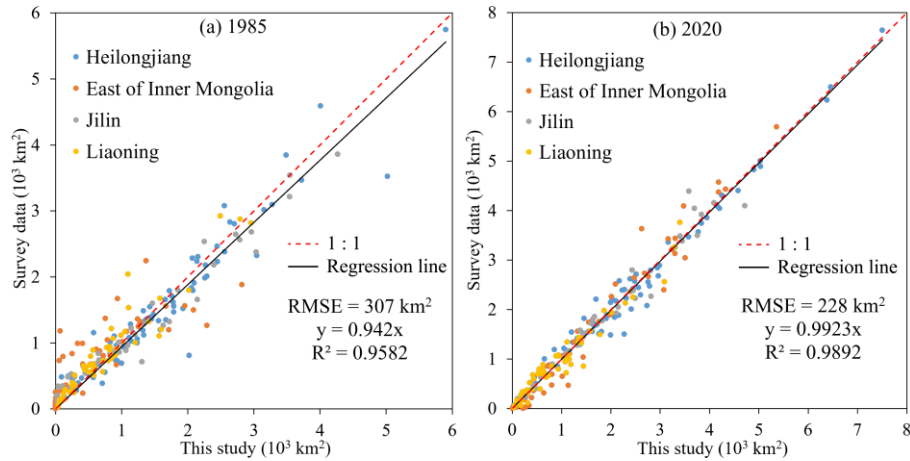 (a) 1985
Heilongjiang
East of Inner Mongolia
Jilin
Liaoning
1 : 1
Regression line
RMSE = 307 km²
y = 0.942x
R² = 0.9582
6
5
4
3
2
1
0
0 1 2 3 4 5 6
Survey data (10³ km²)
This study (10³ km²)
(b) 2020
Heilongjiang
East of Inner Mongolia
Jilin
Liaoning
1 : 1
Regression line
RMSE = 228 km²
y = 0.9923x
R² = 0.9892
8
7
6
5
4
3
2
1
0
0 1 2 3 4 5 6 7 8
Survey data (10³ km²)
This study (10³ km²)